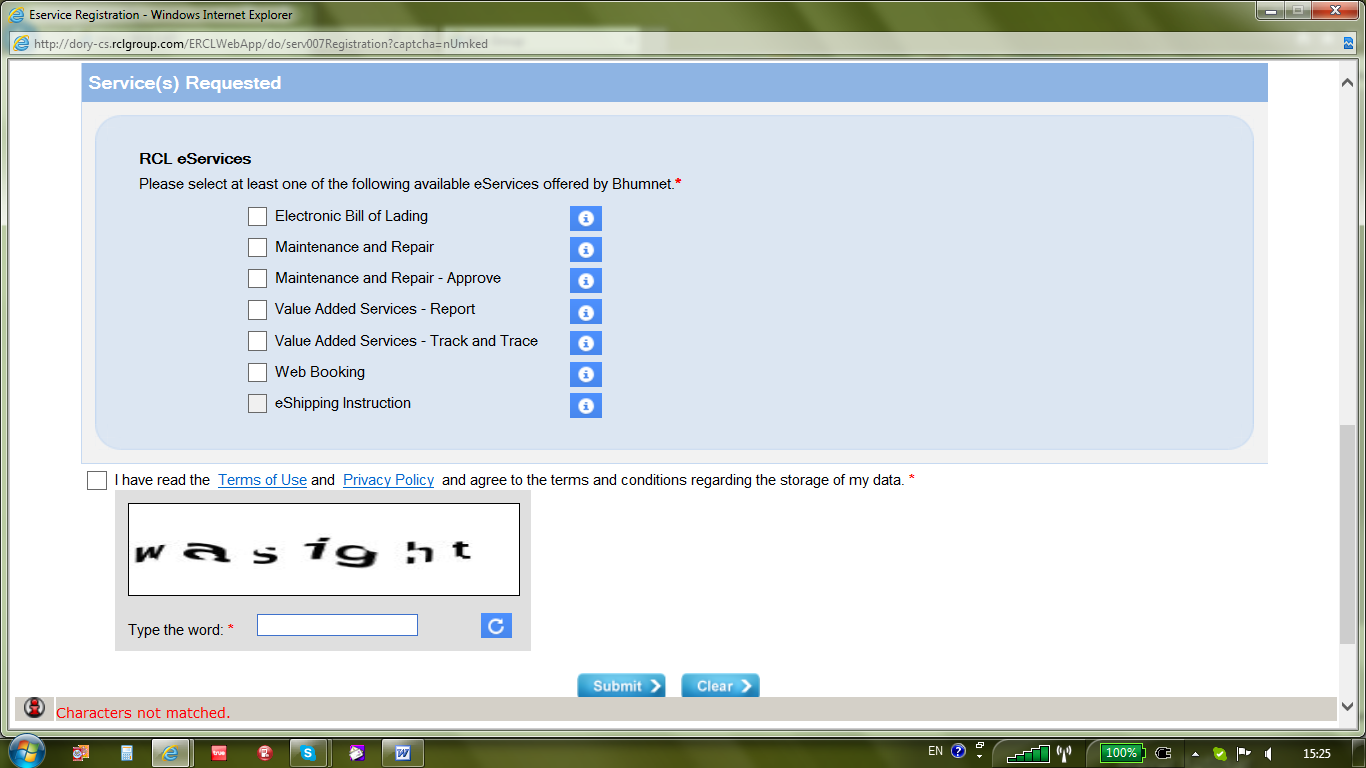 Eservice Registration - Windows Internet Explorer
http://dory-cs.rclgroup.com/ERCLWebApp/do/serv007Registration?captcha=nUmked
Service(s) Requested
RCL eServices
Please select at least one of the following available eServices offered by Bhumnet.*
Electronic Bill of Lading
Maintenance and Repair
Maintenance and Repair - Approve
Value Added Services - Report
Value Added Services - Track and Trace
Web Booking
eShipping Instruction
I have read the Terms of Use and Privacy Policy and agree to the terms and conditions regarding the storage of my data. *
wasight
Type the word: *
Submit Clear
Characters not matched.
EN 100% 15:25